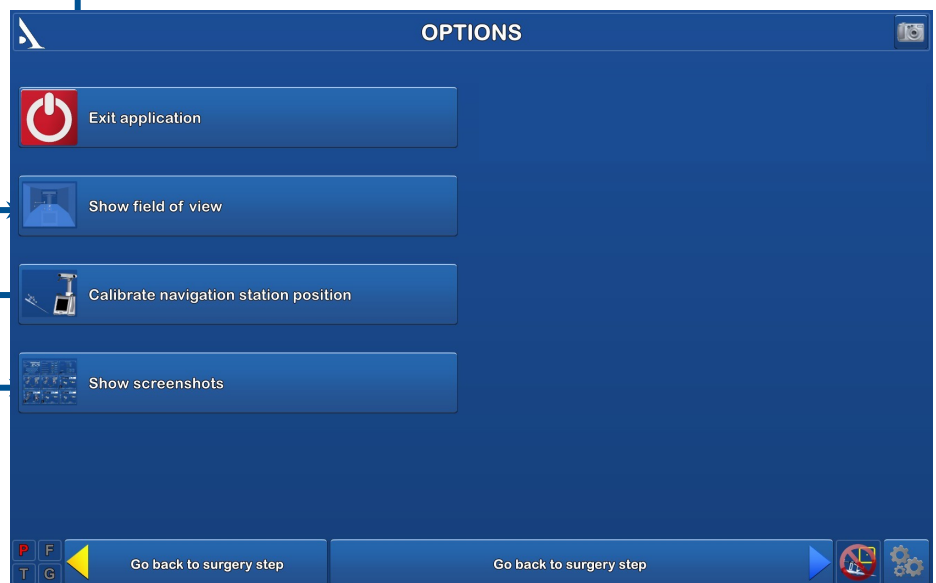 OPTIONS
Exit application
Show field of view
Calibrate navigation station position
Show screenshots
P F
T G
Go back to surgery step
Go back to surgery step